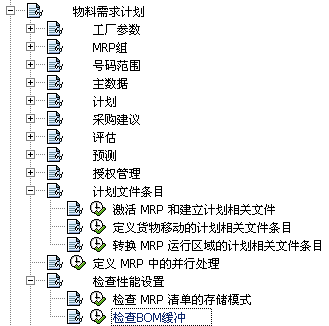 物料需求计划
工厂参数
MRP组
号码范围
主数据
计划
采购建议
评估
预测
授权管理
计划文件条目
激活 MRP 和建立计划相关文件
定义货物移动的计划相关文件条目
转换 MRP 运行区域的计划相关文件条目
定义 MRP 中的并行处理
检查性能设置
检查 MRP 清单的存储模式
检查BOM缓冲